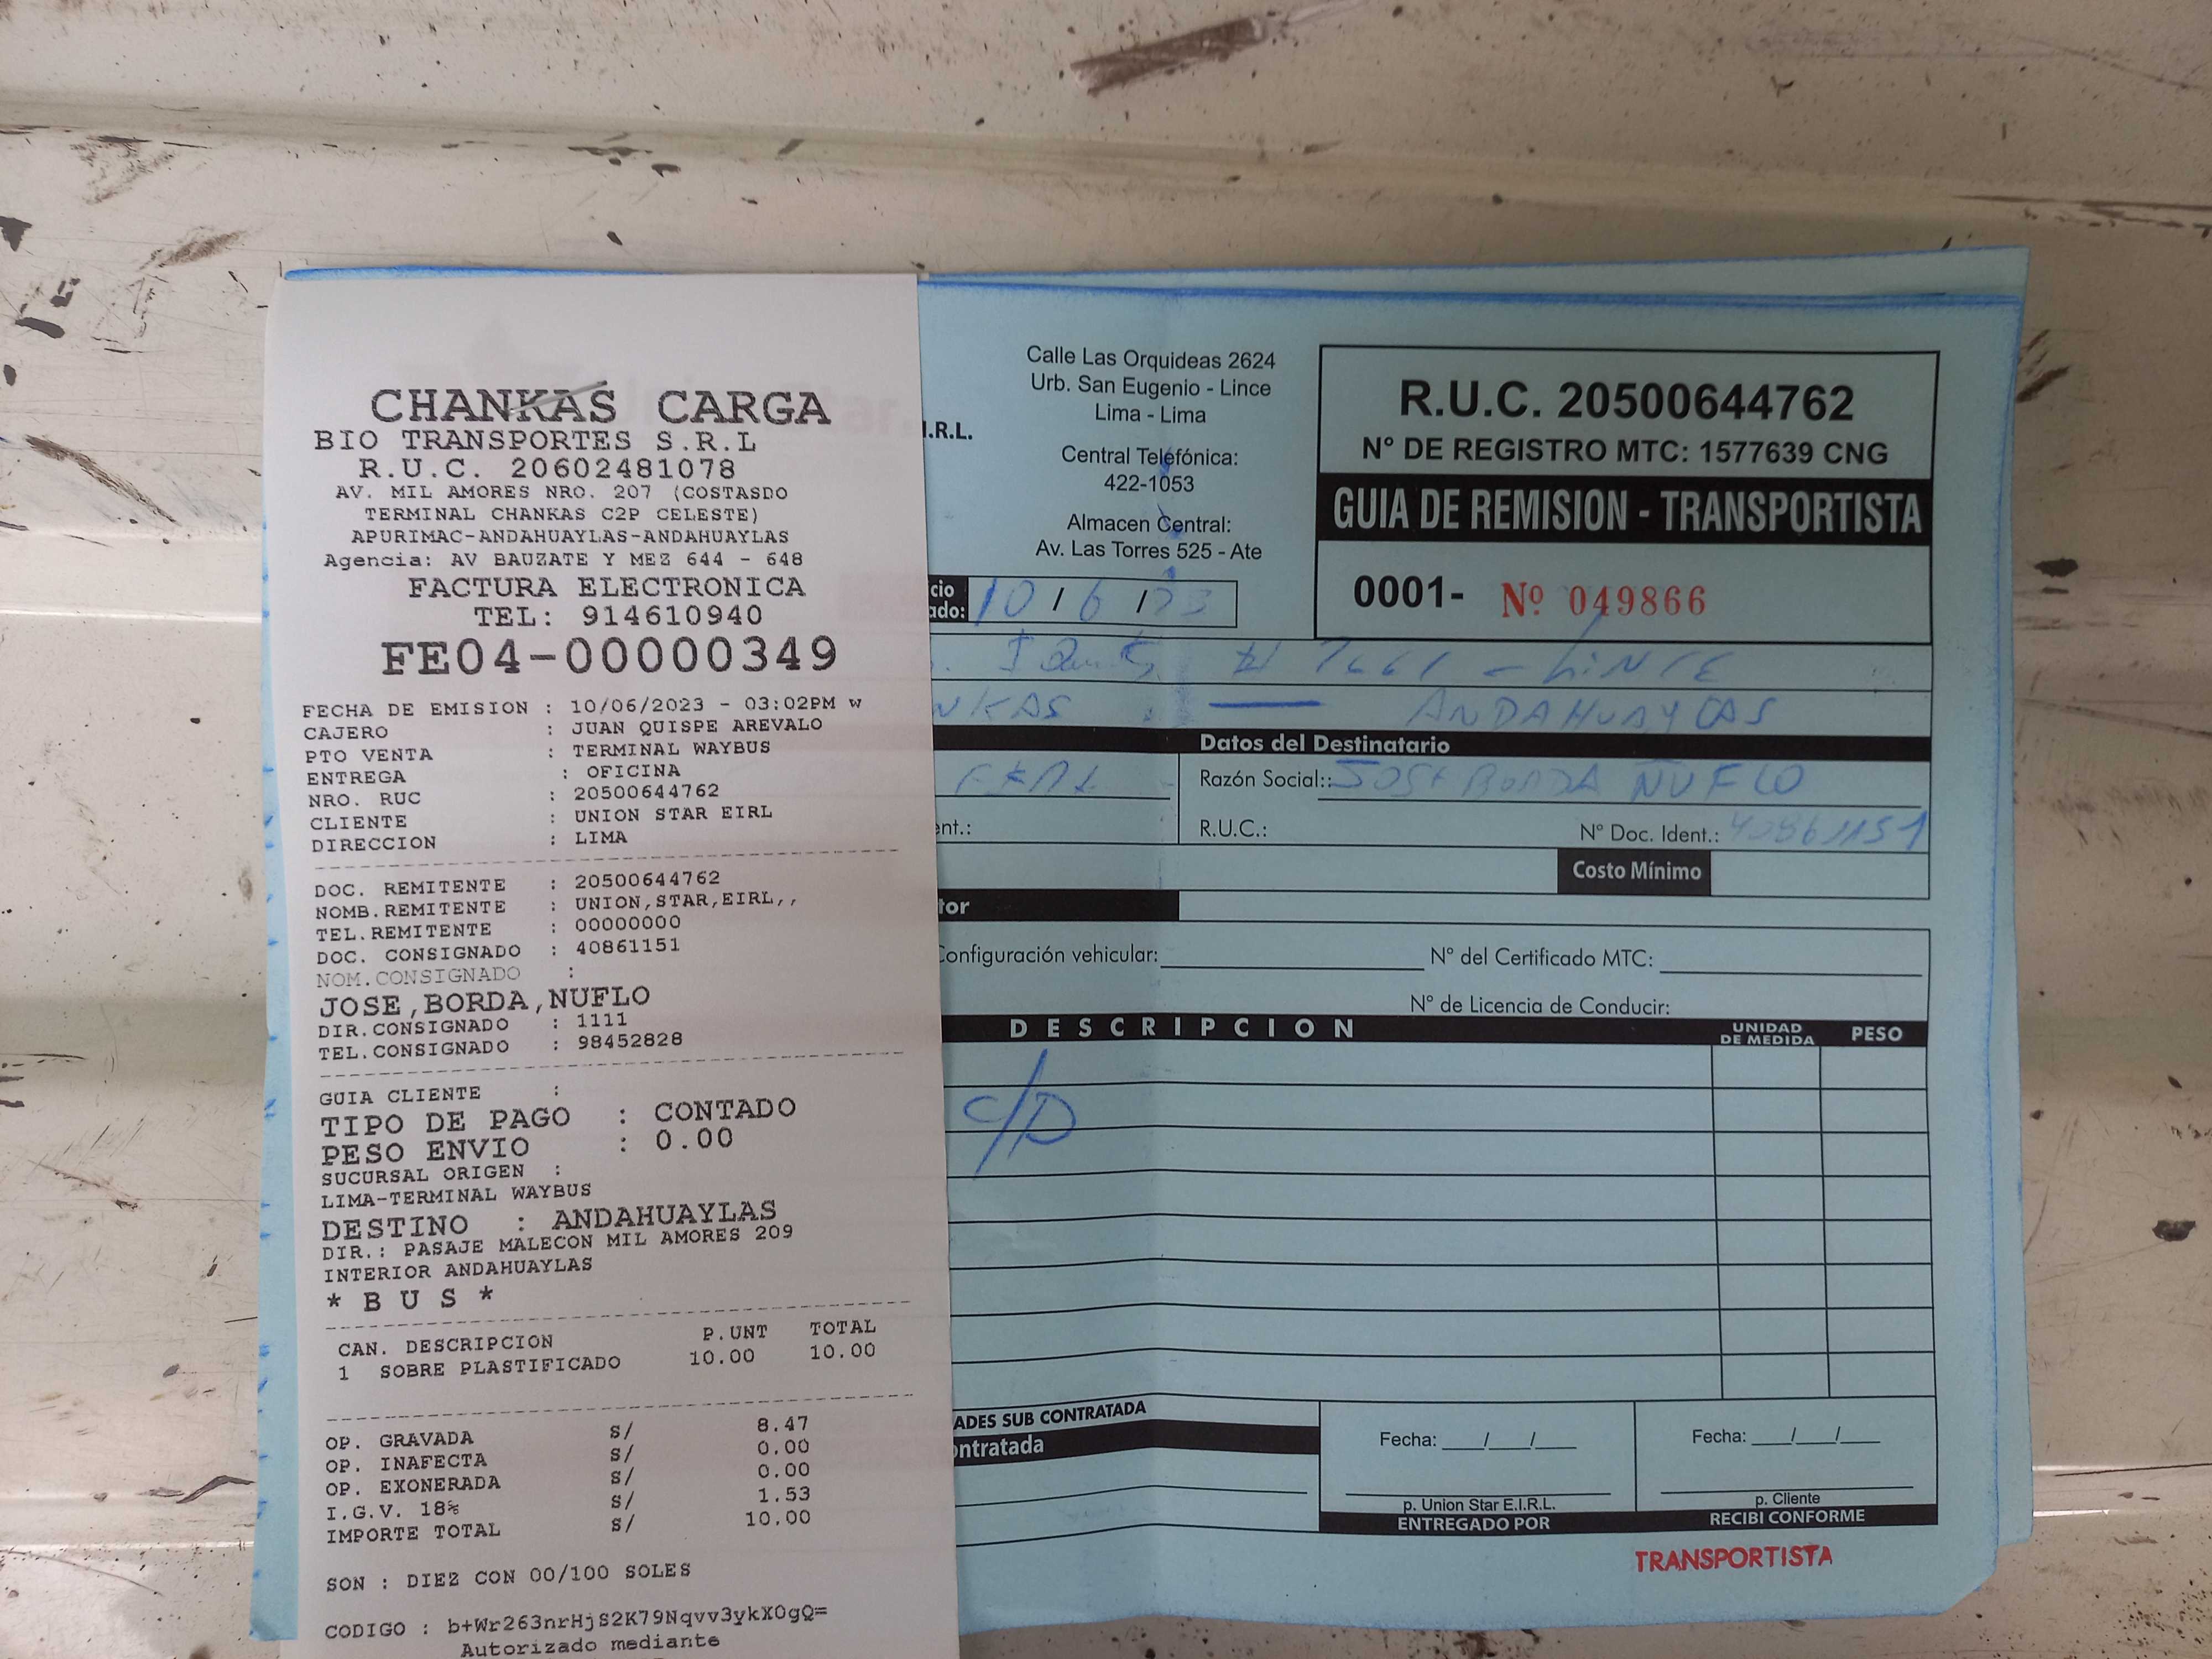 CHANKAS CARGA
BIO TRANSPORTES S.R.L
R.U.C. 20602481078
AV. MIL AMORES NRO. 207 (COSTASDO
TERMINAL CHANKAS C2P CELESTE)
APURIMAC-ANDAHUAYLAS-ANDAHUAYLAS
Agencia: AV BAUZATE Y MEZ 644 - 648
FACTURA ELECTRONICA
TEL: 914610940
FE04-00000349
FECHA DE EMISION : 10/06/2023 - 03:02PM w
CAJERO : JUAN QUISPE AREVALO
PTO VENTA : TERMINAL WAYBUS
ENTREGA : OFICINA
NRO. RUC : 20500644762
CLIENTE : UNION STAR EIRL
DIRECCION : LIMA
DOC. REMITENTE : 20500644762
NOMB.REMITENTE : UNION,STAR,EIRL,,
TEL.REMITENTE : 00000000
DOC. CONSIGNADO : 40861151
NOM.CONSIGNADO :
JOSE,BORDA,NUFLO
DIR.CONSIGNADO : 1111
TEL.CONSIGNADO : 98452828
GUIA CLIENTE :
TIPO DE PAGO : CONTADO
PESO ENVIO : 0.00
SUCURSAL ORIGEN :
LIMA-TERMINAL WAYBUS
DESTINO : ANDAHUAYLAS
DIR.: PASAJE MALECON MIL AMORES 209
INTERIOR ANDAHUAYLAS
* B U S *
CAN. DESCRIPCION P.UNT TOTAL
1 SOBRE PLASTIFICADO 10.00 10.00
OP. GRAVADA S/ 8.47
OP. INAFECTA S/ 0.00
OP. EXONERADA S/ 0.00
I.G.V. 18% S/ 1.53
IMPORTE TOTAL S/ 10.00
SON : DIEZ CON 00/100 SOLES
CODIGO : b+Wr263nrHjS2K79Nqvv3ykX0gQ=
Autorizado mediante
I.R.L.
Calle Las Orquideas 2624
Urb. San Eugenio - Lince
Lima - Lima
Central Telefónica:
422-1053
Almacen Central:
Av. Las Torres 525 - Ate
R.U.C. 20500644762
N° DE REGISTRO MTC: 1577639 CNG
GUIA DE REMISION - TRANSPORTISTA
0001- Nº 049866
cio
ado: 10 / 6 / 23
- LINCE
NKAS — ANDAHUAYLAS
Datos del Destinatario
Razón Social:: JOSE BORDA NUFLO
ent.:
R.U.C.: N° Doc. Ident.: 40861151
Costo Mínimo
tor
Configuración vehicular: N° del Certificado MTC:
N° de Licencia de Conducir:
DESCRIPCION UNIDAD DE MEDIDA PESO
C/D
ADES SUB CONTRATADA
ontratada
Fecha: / / Fecha: / /
p. Union Star E.I.R.L. p. Cliente
ENTREGADO POR RECIBI CONFORME
TRANSPORTISTA